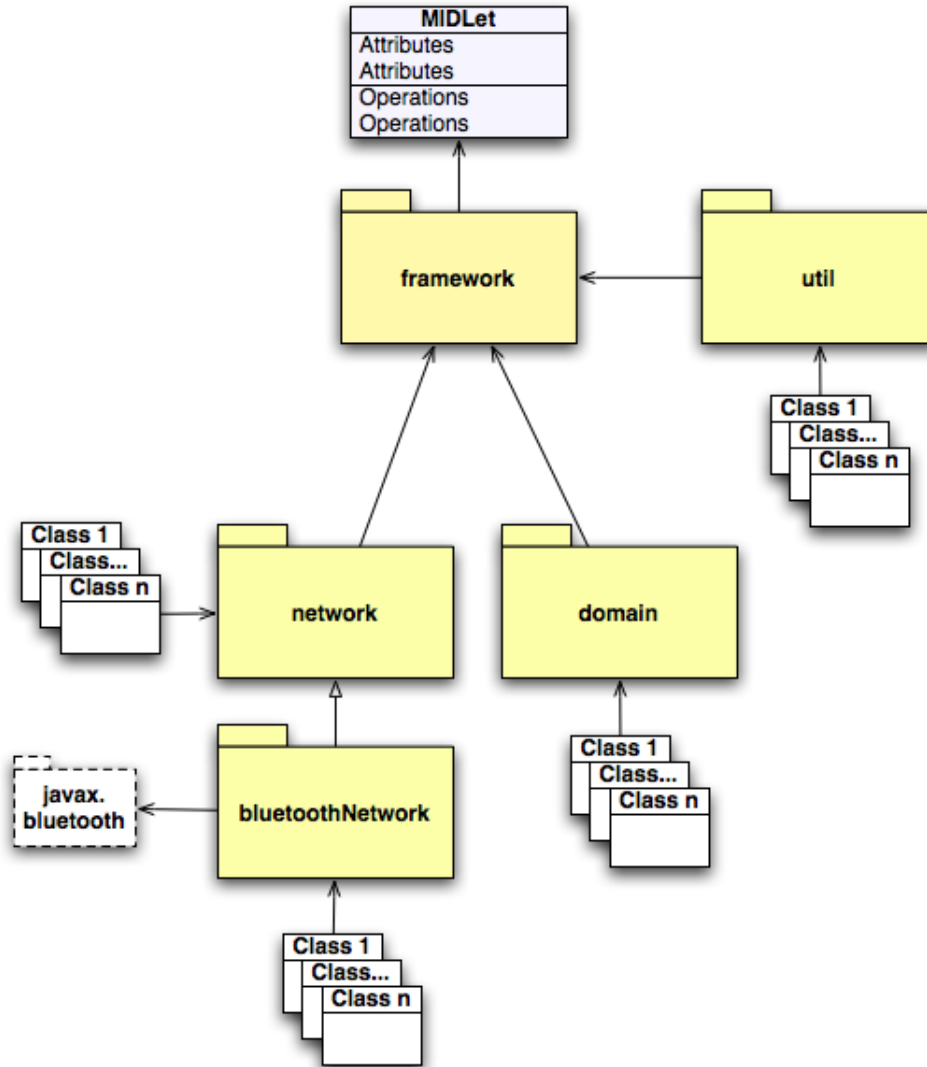 MIDLet
Attributes
Attributes
Operations
Operations
framework
util
Class 1
Class...
Class n
Class 1
Class...
Class n
network
domain
javax.
bluetooth
bluetoothNetwork
Class 1
Class...
Class n
Class 1
Class...
Class n